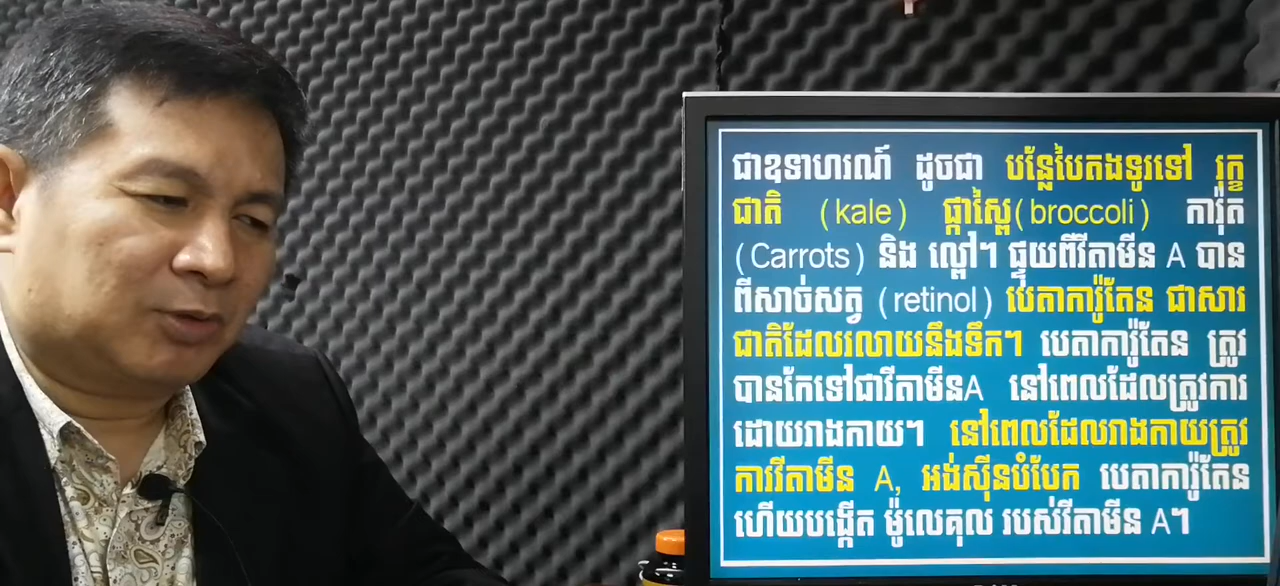 ជាឧទាហរណ៍ ដូចជា បន្លែបៃតងទូរទៅ រុក្ខ
ជាតិ (kale) ផ្កាស្ពៃ(broccoli) ការ៉ុត
(Carrots) និង ល្ពៅ។ ផ្ទុយពីវីតាមីន A បាន
ពីសាច់សត្វ (retinol) បេតាការ៉ូតែន ជាសារ
ជាតិដែលរលាយនឹងទឹក។ បេតាការ៉ូតែន ត្រូវ
បានកែទៅជាវីតាមីនA នៅពេលដែលត្រូវការ
ដោយរាងកាយ។ នៅពេលដែលរាងកាយត្រូវ
ការវីតាមីន A, អង់ស៊ីនបំបែក បេតាការ៉ូតែន
ហើយបង្កើត ម៉ូលេគុល របស់វីតាមីន A។